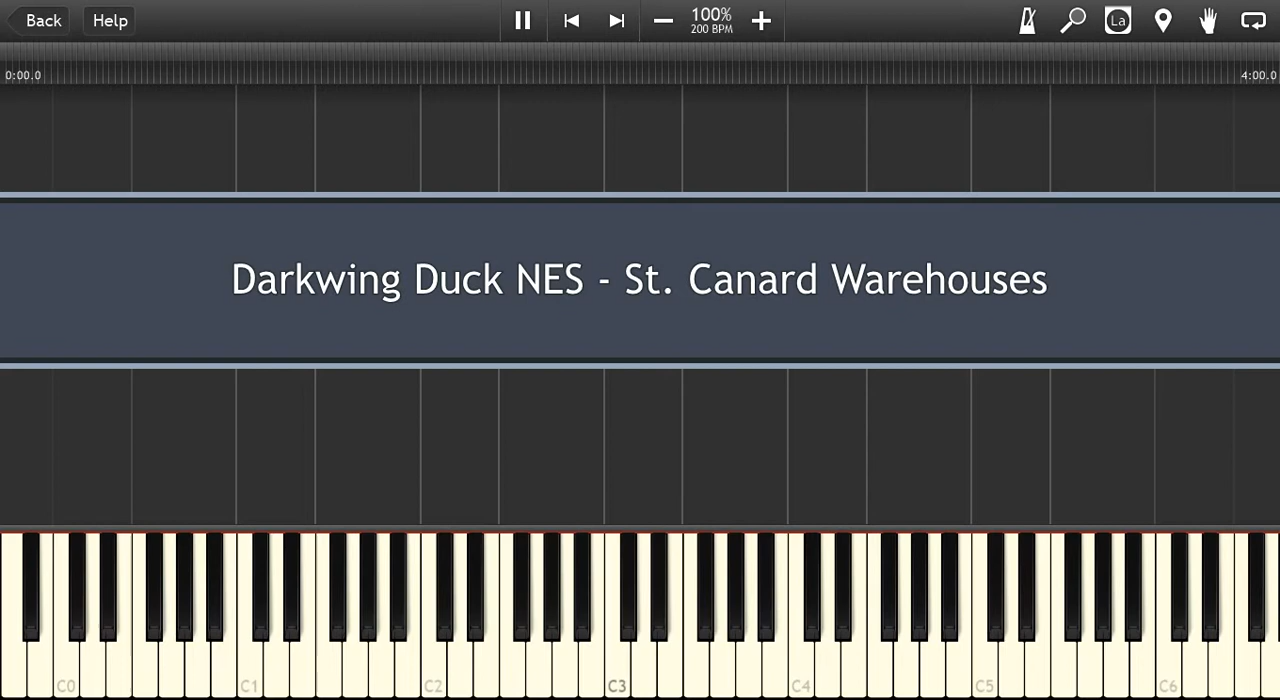 Back Help 100% La
200 BPM
0:00.0 4:00.0
Darkwing Duck NES - St. Canard Warehouses
C0 C1 C2 C3 C4 C5 C6